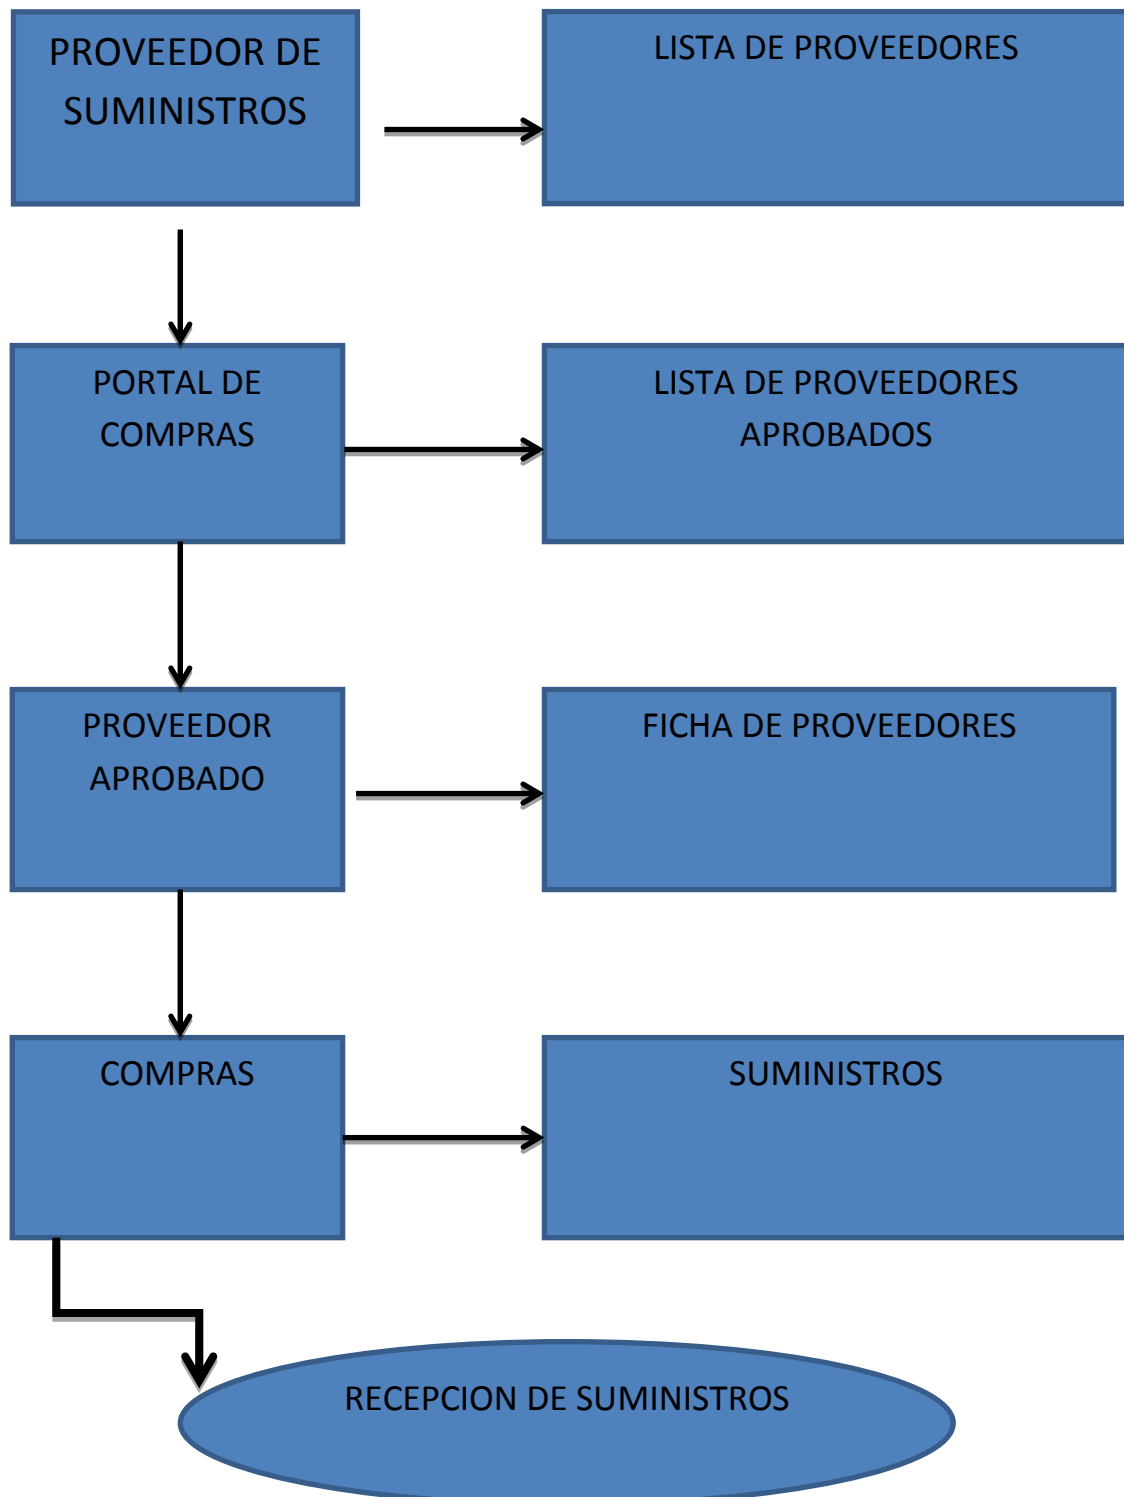 PROVEEDOR DE
SUMINISTROS
LISTA DE PROVEEDORES
PORTAL DE
COMPRAS
LISTA DE PROVEEDORES
APROBADOS
PROVEEDOR
APROBADO
FICHA DE PROVEEDORES
COMPRAS
SUMINISTROS
RECEPCION DE SUMINISTROS